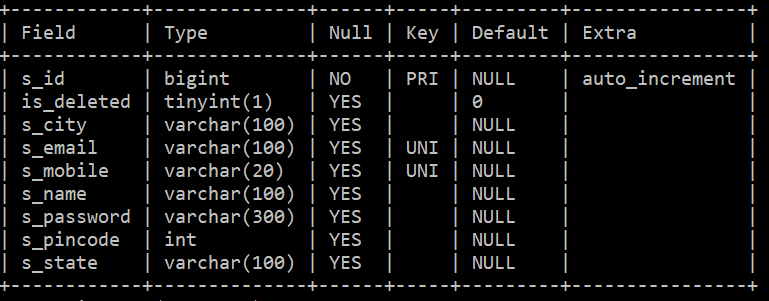 +------------+--------------+------+-----+---------+----------------+
| Field      | Type         | Null | Key | Default | Extra          |
+------------+--------------+------+-----+---------+----------------+
| s_id       | bigint       | NO   | PRI | NULL    | auto_increment |
| is_deleted | tinyint(1)   | YES  |     | 0       |                |
| s_city     | varchar(100) | YES  |     | NULL    |                |
| s_email    | varchar(100) | YES  | UNI | NULL    |                |
| s_mobile   | varchar(20)  | YES  | UNI | NULL    |                |
| s_name     | varchar(100) | YES  |     | NULL    |                |
| s_password | varchar(300) | YES  |     | NULL    |                |
| s_pincode  | int          | YES  |     | NULL    |                |
| s_state    | varchar(100) | YES  |     | NULL    |                |
+------------+--------------+------+-----+---------+----------------+